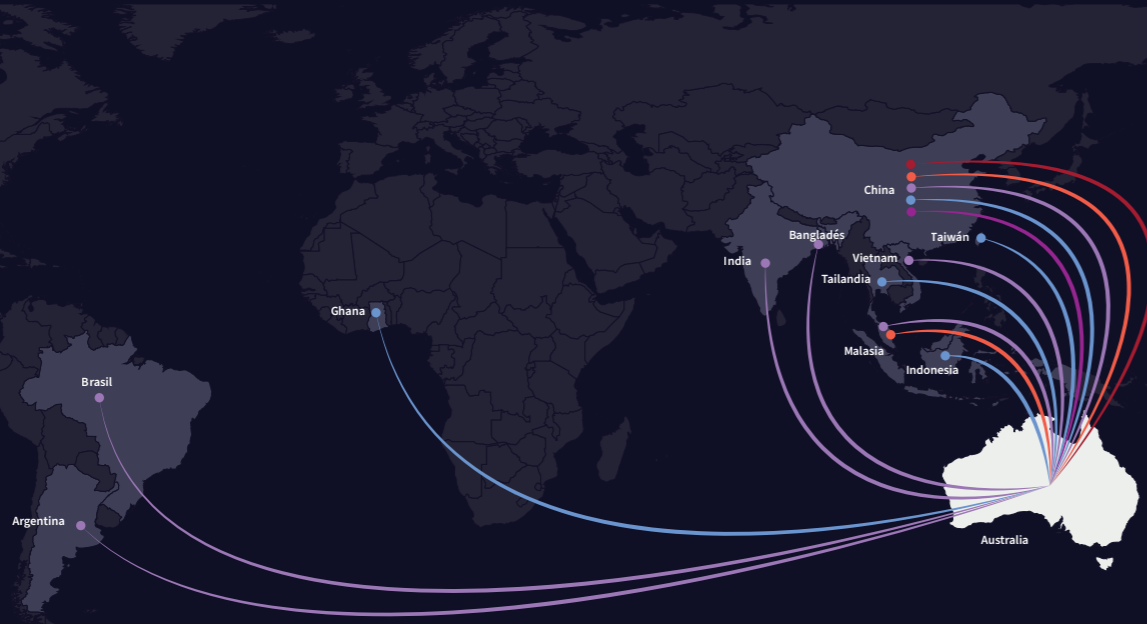 China
Bangladés
Taiwán
Vietnam
India
Tailandia
Ghana
Malasia
Indonesia
Brasil
Argentina
Australia